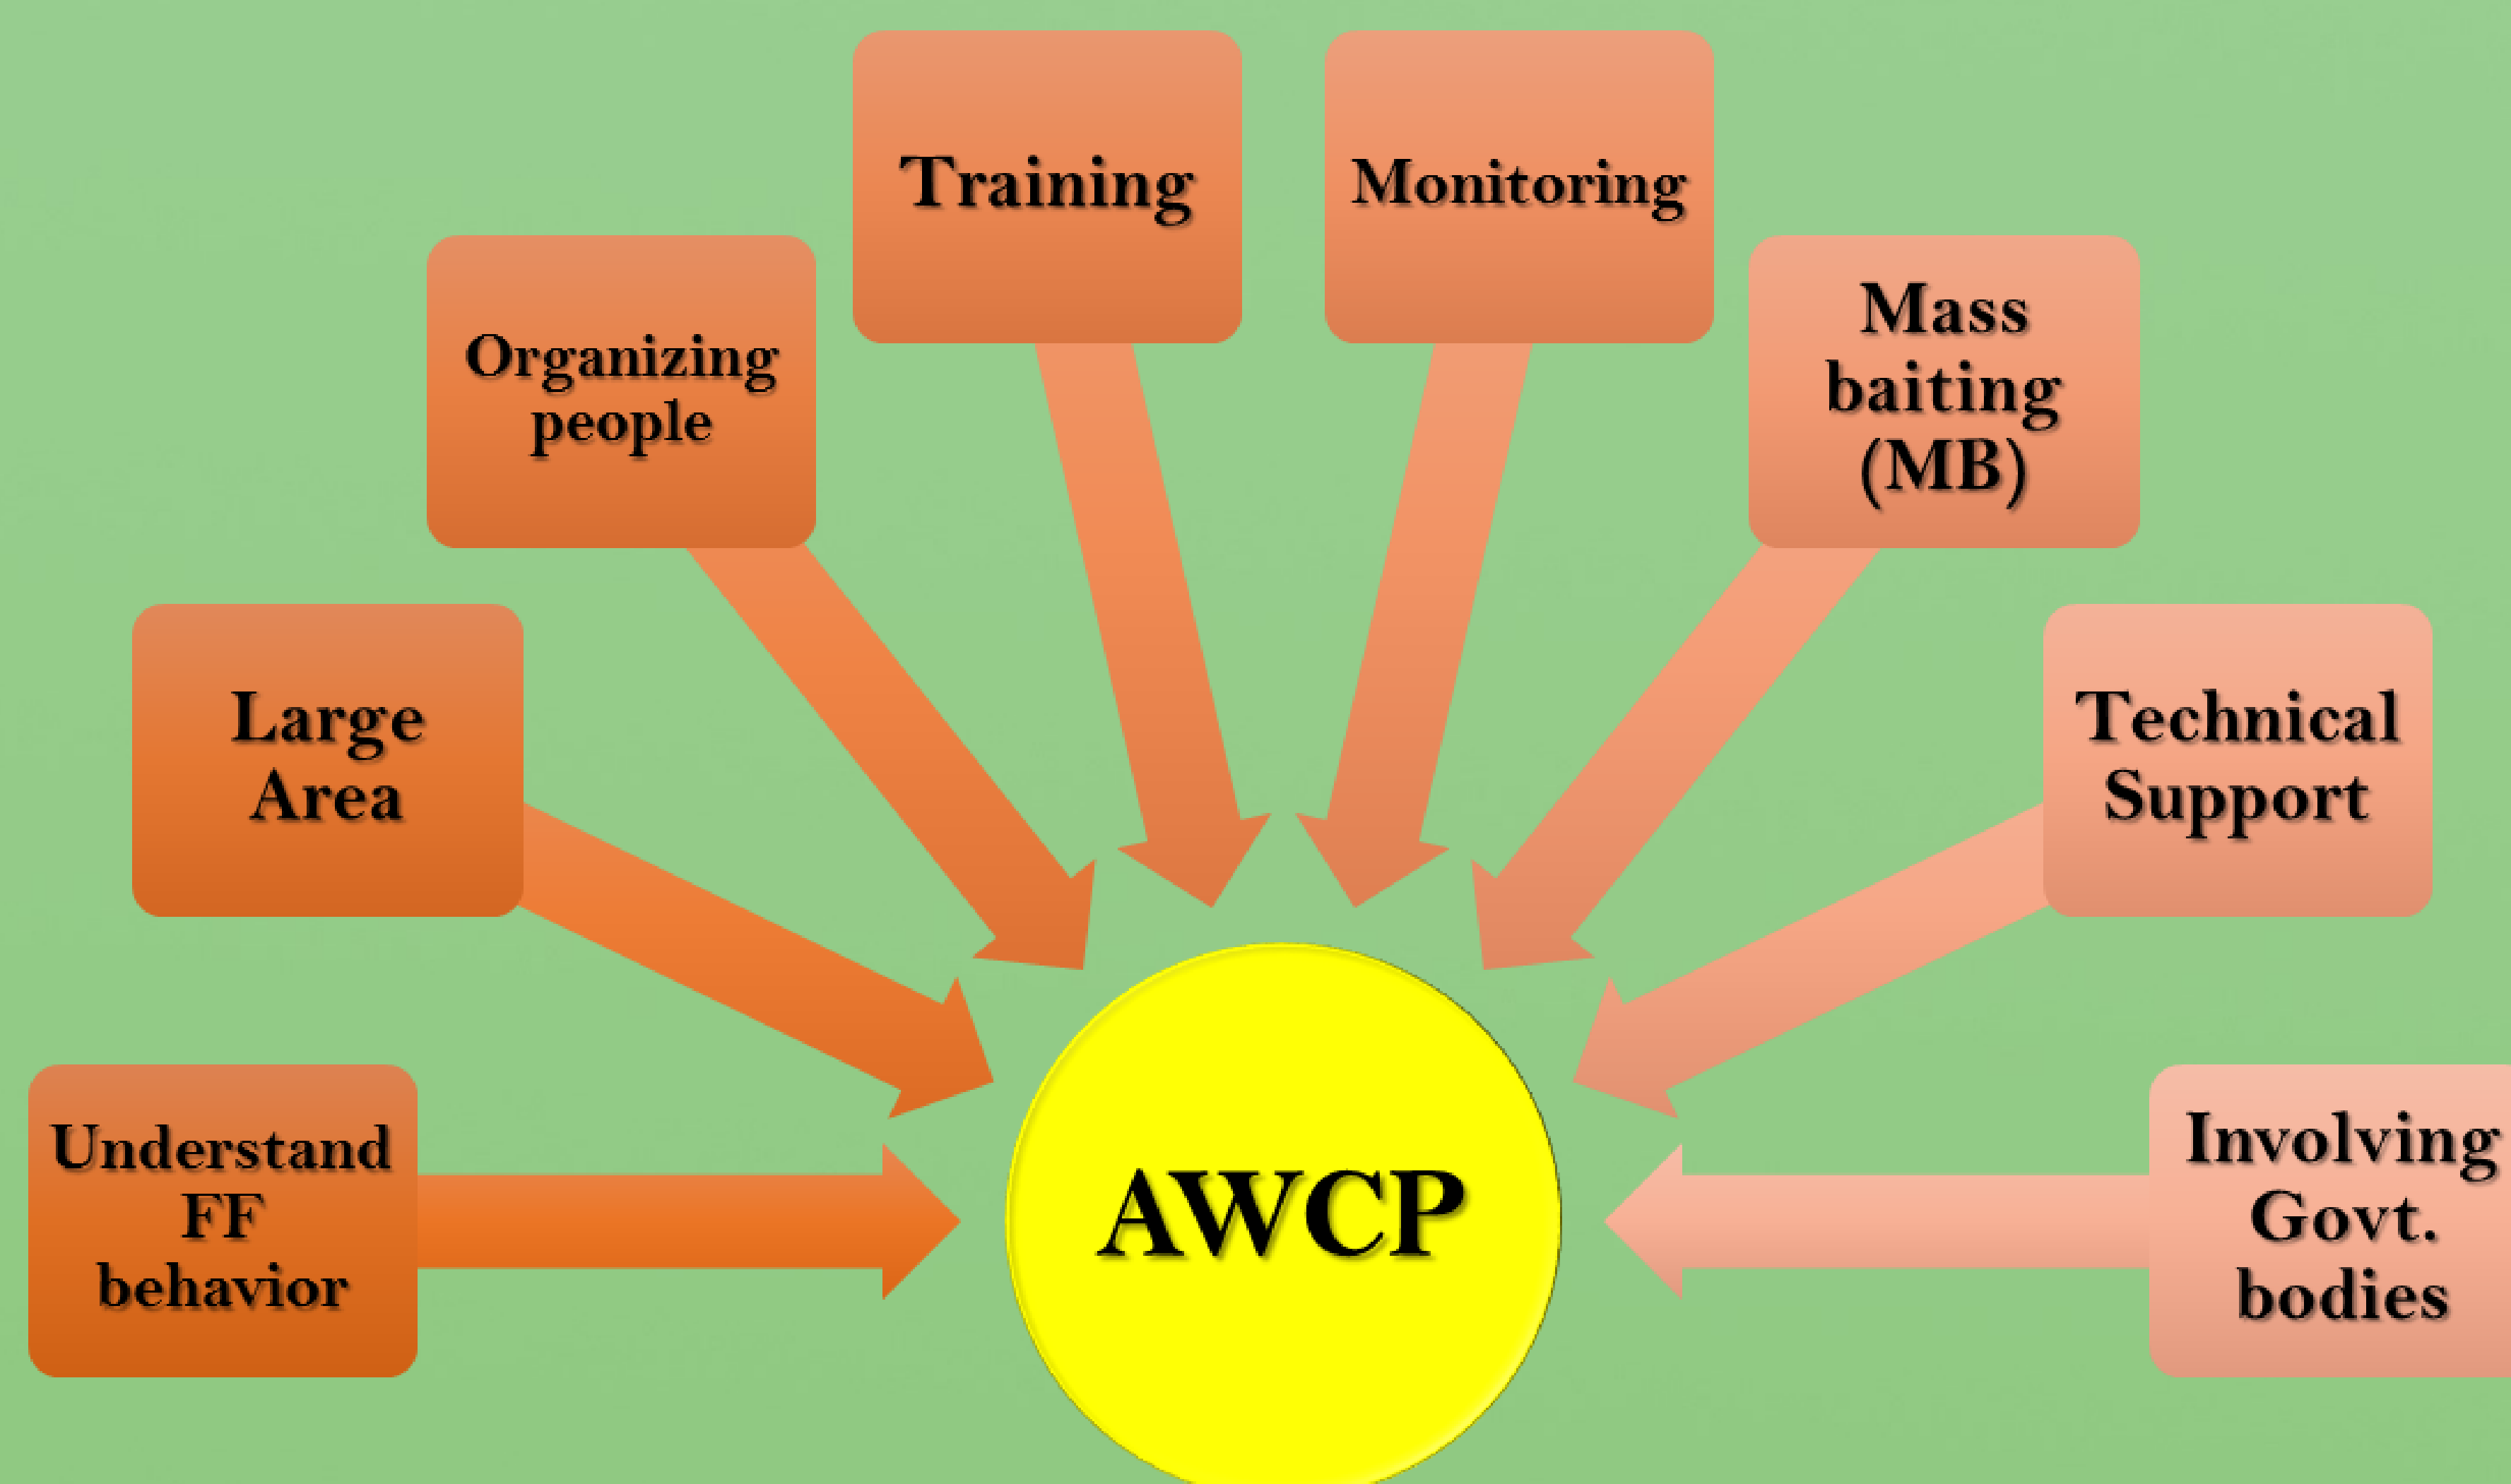 Training
Monitoring
Organizing
people
Mass
baiting
(MB)
Large
Area
Technical
Support
Understand
FF
behavior
AWCP
Involving
Govt.
bodies